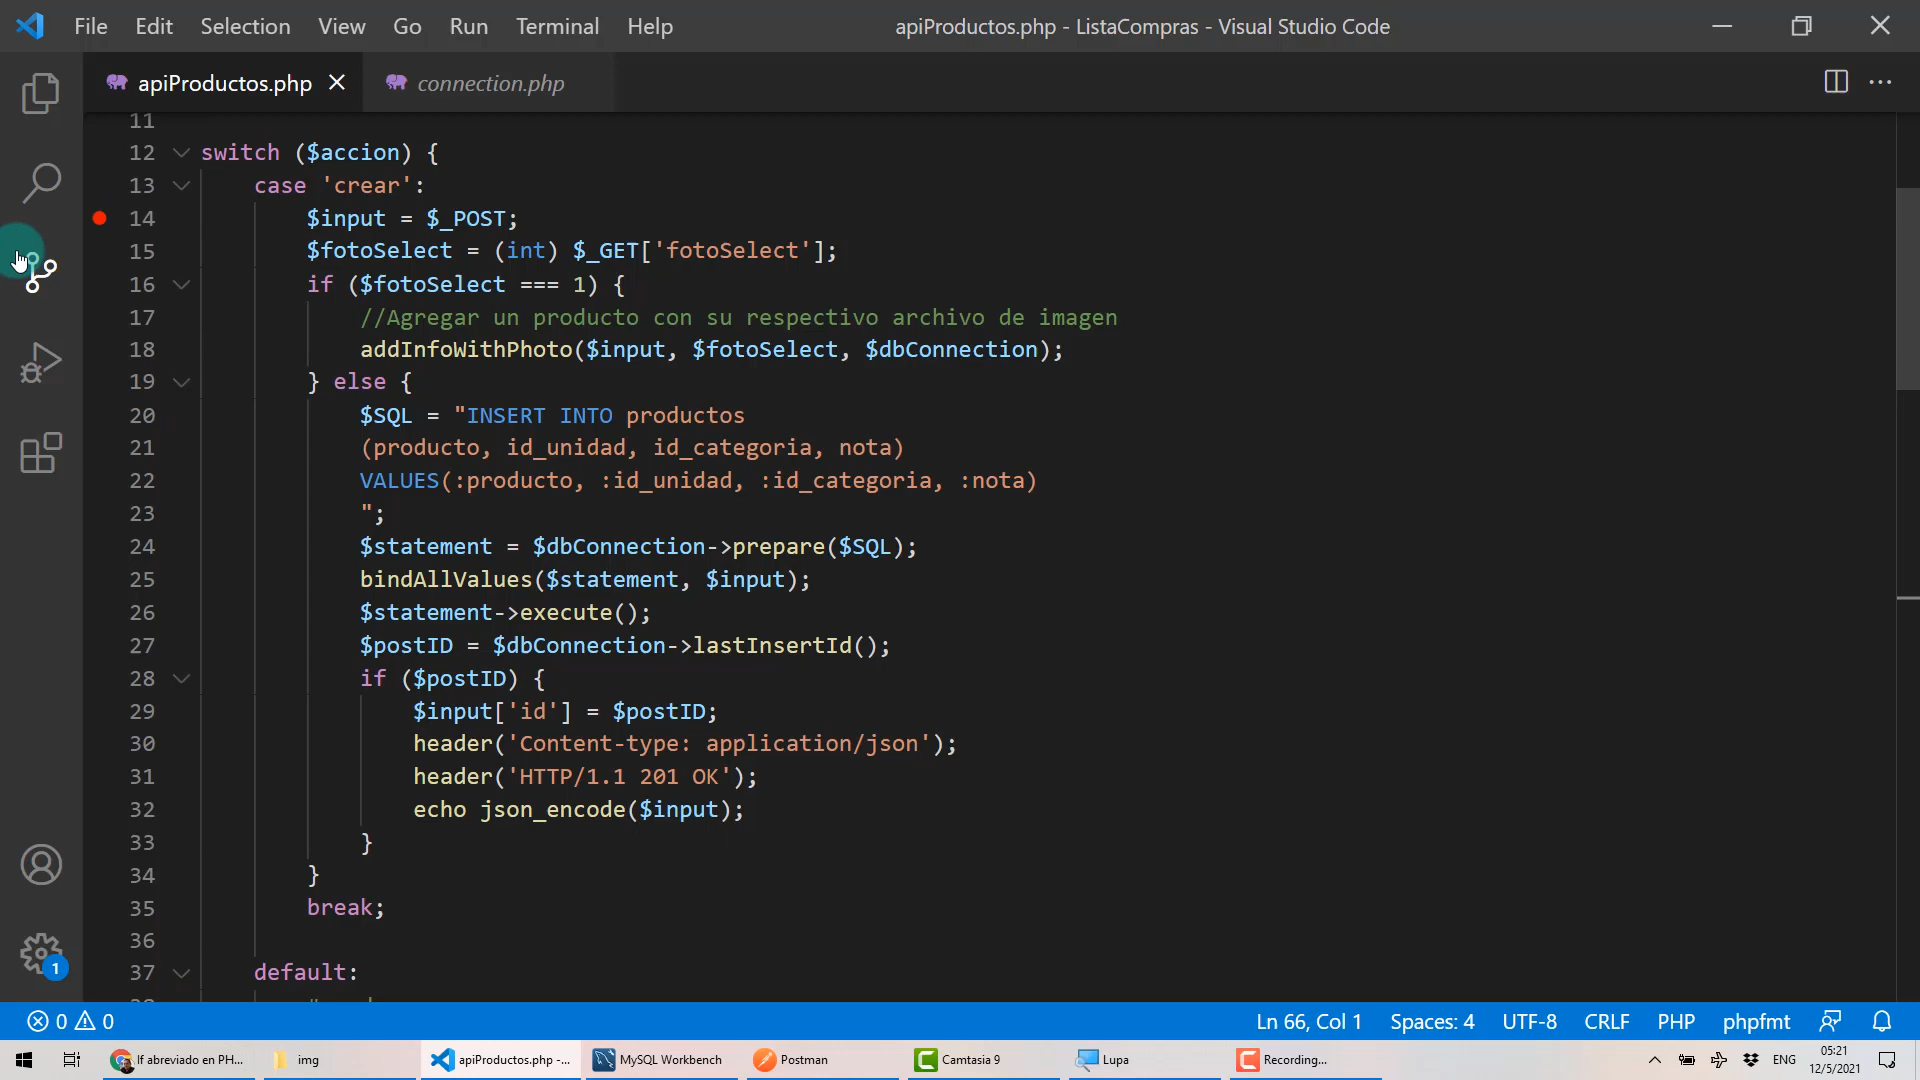 File Edit Selection View Go Run Terminal Help apiProductos.php - ListaCompras - Visual Studio Code
apiProductos.php connection.php
11
12 switch ($accion) {
13 case 'crear':
14 $input = $_POST;
15 $fotoSelect = (int) $_GET['fotoSelect'];
16 if ($fotoSelect === 1) {
17 //Agregar un producto con su respectivo archivo de imagen
18 addInfoWithPhoto($input, $fotoSelect, $dbConnection);
19 } else {
20 $SQL = "INSERT INTO productos
21 (producto, id_unidad, id_categoria, nota)
22 VALUES(:producto, :id_unidad, :id_categoria, :nota)
23 ";
24 $statement = $dbConnection->prepare($SQL);
25 bindAllValues($statement, $input);
26 $statement->execute();
27 $postID = $dbConnection->lastInsertId();
28 if ($postID) {
29 $input['id'] = $postID;
30 header('Content-type: application/json');
31 header('HTTP/1.1 201 OK');
32 echo json_encode($input);
33 }
34 }
35 break;
36
37 default:
1
0 0 Ln 66, Col 1 Spaces: 4 UTF-8 CRLF PHP phpfmt
If abreviado en PH... img apiProductos.php -... MySQL Workbench Postman Camtasia 9 Lupa Recording... ENG 05:21
12/5/2021